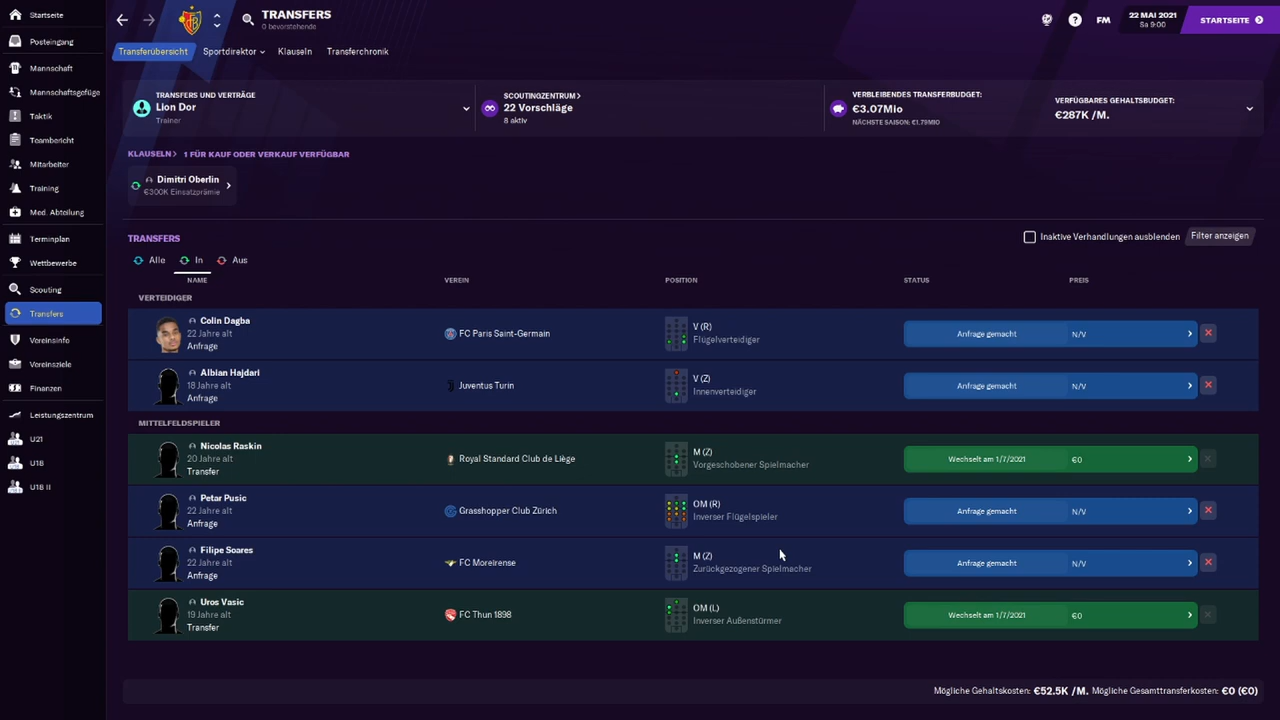 Startseite
Posteingang
Mannschaft
Mannschaftsgefüge
Taktik
Teambericht
Mitarbeiter
Training
Med. Abteilung
Terminplan
Wettbewerbe
Scouting
Transfers
Vereinsinfo
Vereinsziele
Finanzen
Leistungszentrum
U21
U18
U18 II
TRANSFERS
0 bevorstehende
FM
22 MAI 2021
Sa 9:00
STARTSEITE
Transferübersicht
Sportdirektor
Klauseln
Transferchronik
TRANSFERS UND VERTRÄGE
Lion Dor
Trainer
SCOUTINGZENTRUM>
22 Vorschläge
8 aktiv
VERBLEIBENDES TRANSFERBUDGET:
€3.07Mio
NÄCHSTE SAISON: €1.79MIO
VERFÜGBARES GEHALTSBUDGET:
€287K /M.
KLAUSELN> 1 FÜR KAUF ODER VERKAUF VERFÜGBAR
Dimitri Oberlin
€300K Einsatzprämie
TRANSFERS
Inaktive Verhandlungen ausblenden
Filter anzeigen
Alle In Aus
NAME VEREIN POSITION STATUS PREIS
VERTEIDIGER
Colin Dagba
22 Jahre alt
Anfrage
FC Paris Saint-Germain
V (R)
Flügelverteidiger
Anfrage gemacht N/V
Albian Hajdari
18 Jahre alt
Anfrage
Juventus Turin
V (Z)
Innenverteidiger
Anfrage gemacht N/V
MITTELFELDSPIELER
Nicolas Raskin
20 Jahre alt
Transfer
Royal Standard Club de Liège
M (Z)
Vorgeschobener Spielmacher
Wechselt am 1/7/2021 €0
Petar Pusic
22 Jahre alt
Anfrage
Grasshopper Club Zürich
OM (R)
Inverser Flügelspieler
Anfrage gemacht N/V
Filipe Soares
22 Jahre alt
Anfrage
FC Moreirense
M (Z)
Zurückgezogener Spielmacher
Anfrage gemacht N/V
Uros Vasic
19 Jahre alt
Transfer
FC Thun 1898
OM (L)
Inverser Außenstürmer
Wechselt am 1/7/2021 €0
Mögliche Gehaltskosten: €52.5K /M. Mögliche Gesamttransferkosten: €0 (€0)